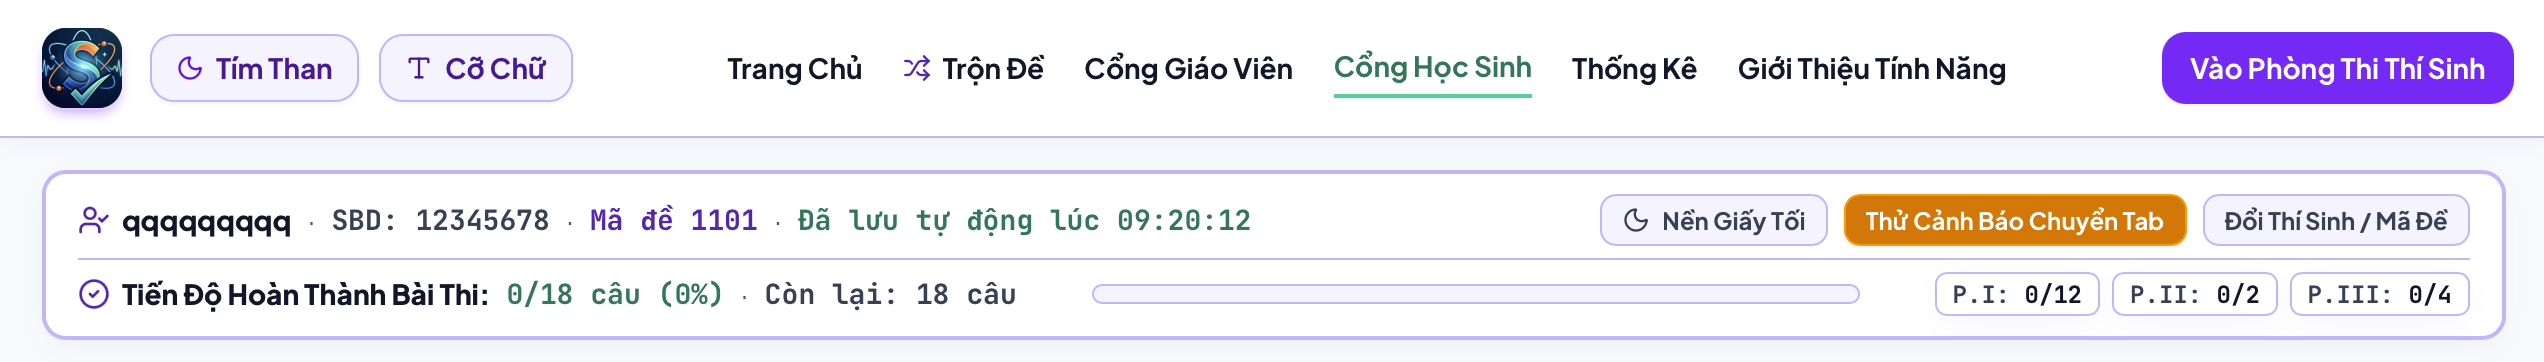 Tím Than
Cỡ Chữ
Trang Chủ
Trộn Đề
Cổng Giáo Viên
Cổng Học Sinh
Thống Kê
Giới Thiệu Tính Năng
Vào Phòng Thi Thí Sinh
qqqqqqqqq · SBD: 12345678 · Mã đề 1101 · Đã lưu tự động lúc 09:20:12
Nền Giấy Tối
Thử Cảnh Báo Chuyển Tab
Đổi Thí Sinh / Mã Đề
Tiến Độ Hoàn Thành Bài Thi: 0/18 câu (0%) · Còn lại: 18 câu
P.I: 0/12
P.II: 0/2
P.III: 0/4